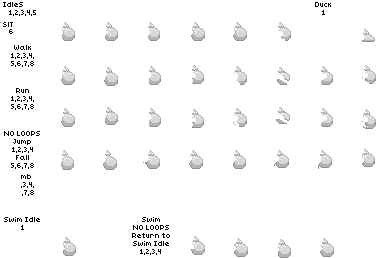 IdleS
1,2,3,4,5
Duck
1
SIT
6
Walk
1,2,3,4,
5,6,7,8
Run
1,2,3,4,
5,6,7,8
NO LOOPS
Jump
1,2,3,4
Fall
5,6,7,8
mb
,3,4,
,7,8
Swim Idle
1
Swim
NO LOOPS
Return to
Swim Idle
1,2,3,4